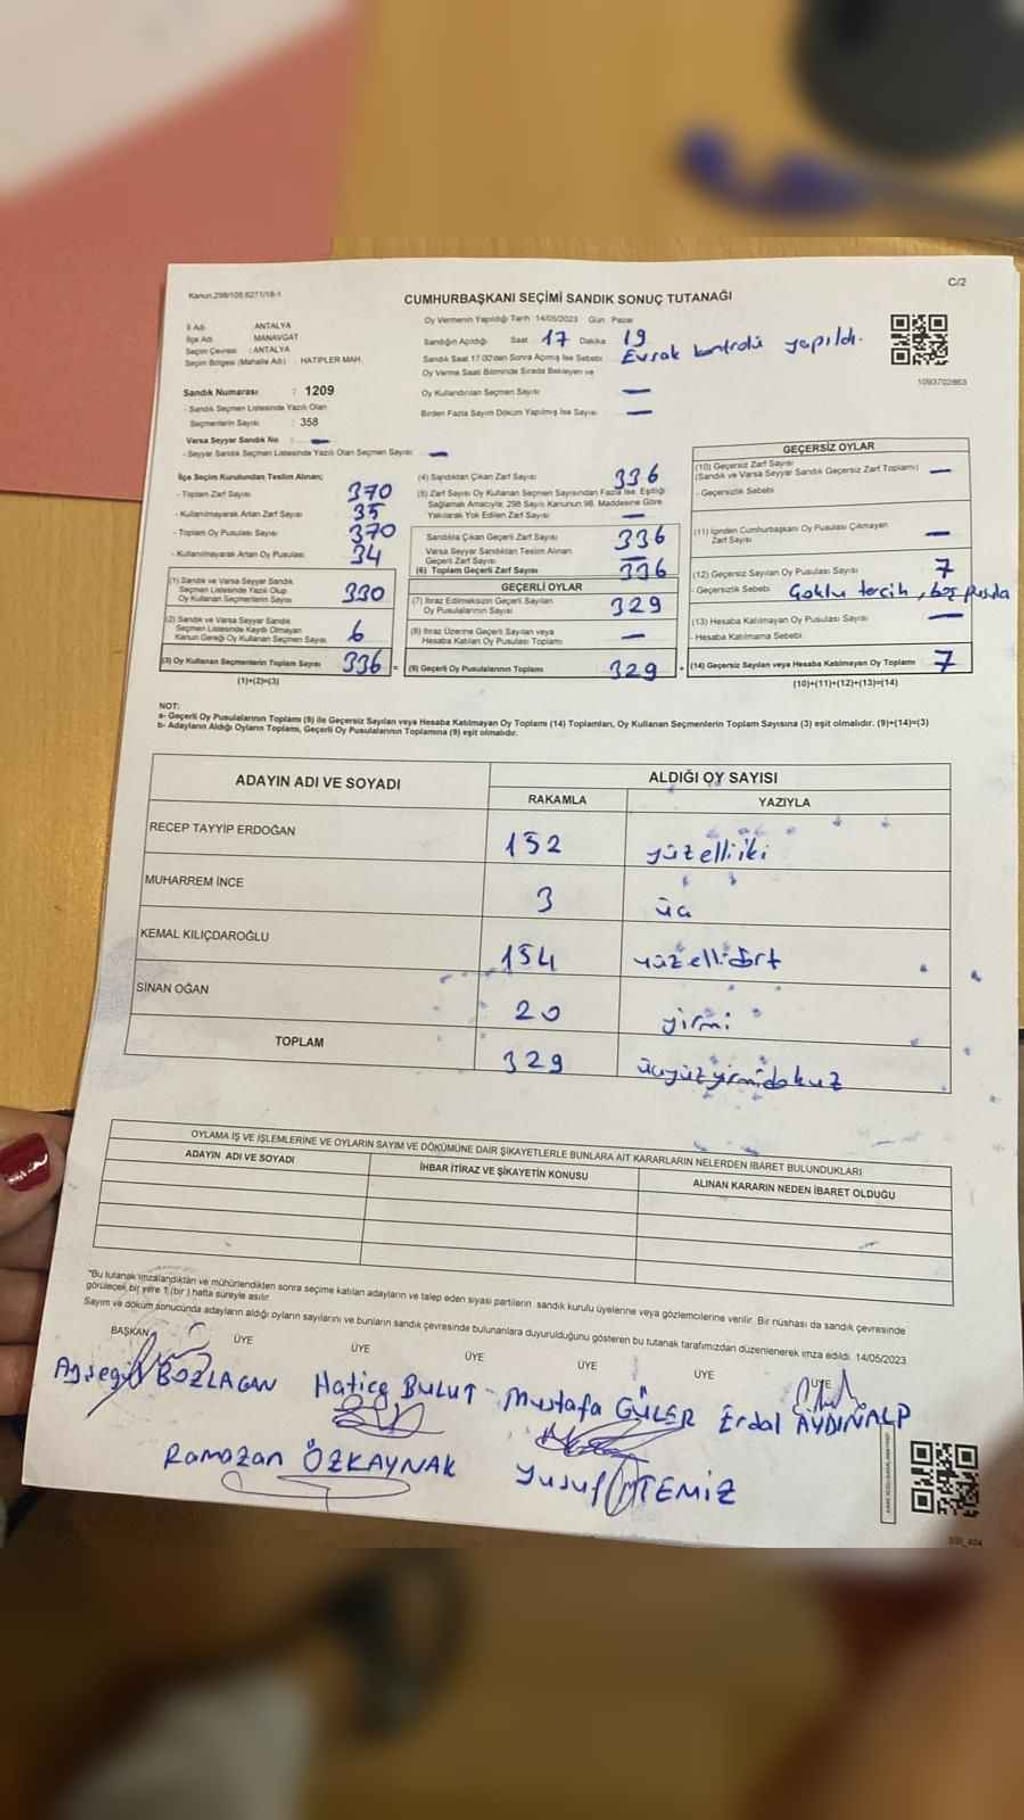 Kanun.298/105 6271/18-1
C/2
CUMHURBAŞKANI SEÇİMİ SANDIK SONUÇ TUTANAĞI
İl Adı : ANTALYA
İlçe Adı : MANAVGAT
Seçim Çevresi : ANTALYA
Seçim Bölgesi (Mahalle Adı) : HATİPLER MAH.
Oy Vermenin Yapıldığı Tarih :14/05/2023 Gün : Pazar
Sandığın Açıldığı Saat 17 Dakika 19
Sandık Saat 17:00'den Sonra Açılmış İse Sebebi Evrak kontrolü yapıldı.
Oy Verme Saati Bitiminde Sırada Bekleyen ve
Oy Kullandırılan Seçmen Sayısı —
Birden Fazla Sayım Döküm Yapılmış İse Sayısı —
1093702863
Sandık Numarası : 1209
- Sandık Seçmen Listesinde Yazılı Olan
Seçmenlerin Sayısı : 358
Varsa Seyyar Sandık No : —
- Seyyar Sandık Seçmen Listesinde Yazılı Olan Seçmen Sayısı —
İlçe Seçim Kurulundan Teslim Alınan;
- Toplam Zarf Sayısı 370
- Kullanılmayarak Artan Zarf Sayısı 35
- Toplam Oy Pusulası Sayısı 370
- Kullanılmayarak Artan Oy Pusulası 34
(1) Sandık ve Varsa Seyyar Sandık
Seçmen Listesinde Yazılı Olup
Oy Kullanan Seçmenlerin Sayısı 330
(2) Sandık ve Varsa Seyyar Sandık
Seçmen Listesinde Kayıtlı Olmayan
Kanun Gereği Oy Kullanan Seçmen Sayısı 6
(3) Oy Kullanan Seçmenlerin Toplam Sayısı 336 =
(1)+(2)=(3)
(4) Sandıktan Çıkan Zarf Sayısı 336
(5) Zarf Sayısı Oy Kullanan Seçmen Sayısından Fazla İse, Eşitliği
Sağlamak Amacıyla, 298 Sayılı Kanunun 98. Maddesine Göre
Yakılarak Yok Edilen Zarf Sayısı —
Sandıkta Çıkan Geçerli Zarf Sayısı 336
Varsa Seyyar Sandıktan Teslim Alınan
Geçerli Zarf Sayısı —
(6) Toplam Geçerli Zarf Sayısı 336
GEÇERLİ OYLAR
(7) İtiraz Edilmeksizin Geçerli Sayılan
Oy Pusulalarının Sayısı 329
(8) İtiraz Üzerine Geçerli Sayılan veya
Hesaba Katılan Oy Pusulası Toplamı —
(9) Geçerli Oy Pusulalarının Toplamı 329 +
GEÇERSİZ OYLAR
(10) Geçersiz Zarf Sayısı
(Sandık ve Varsa Seyyar Sandık Geçersiz Zarf Toplamı) —
- Geçersizlik Sebebi
(11) İçinden Cumhurbaşkanı Oy Pusulası Çıkmayan
Zarf Sayısı —
(12) Geçersiz Sayılan Oy Pusulası Sayısı 7
- Geçersizlik Sebebi Çoklu tercih, boş pusula
(13) Hesaba Katılmayan Oy Pusulası Sayısı —
- Hesaba Katılmama Sebebi
(14) Geçersiz Sayılan veya Hesaba Katılmayan Oy Toplamı 7
(10)+(11)+(12)+(13)=(14)
NOT:
a- Geçerli Oy Pusulalarının Toplamı (9) ile Geçersiz Sayılan veya Hesaba Katılmayan Oy Toplamı (14) Toplamları, Oy Kullanan Seçmenlerin Toplam Sayısına (3) eşit olmalıdır. (9)+(14)=(3)
b- Adayların Aldığı Oyların Toplamı, Geçerli Oy Pusulalarının Toplamına (9) eşit olmalıdır.
ADAYIN ADI VE SOYADI ALDIĞI OY SAYISI
RAKAMLA YAZIYLA
RECEP TAYYİP ERDOĞAN 152 yüzelliiki
MUHARREM İNCE 3 üç
KEMAL KILIÇDAROĞLU 154 yüzellidört
SİNAN OĞAN 20 yirmi
TOPLAM 329 üçyüzyirmidokuz
OYLAMA İŞ VE İŞLEMLERİNE VE OYLARIN SAYIM VE DÖKÜMÜNE DAİR ŞİKAYETLERLE BUNLARA AİT KARARLARIN NELERDEN İBARET BULUNDUKLARI
ADAYIN ADI VE SOYADI İHBAR İTİRAZ VE ŞİKAYETİN KONUSU ALINAN KARARIN NEDEN İBARET OLDUĞU
"Bu tutanak imzalandıktan ve mühürlendikten sonra seçime katılan adayların ve talep eden siyasi partilerin sandık kurulu üyelerine veya gözlemcilerine verilir. Bir nüshası da sandık çevresinde
görülecek bir yere 1 (bir) hafta süreyle asılır.
Sayım ve döküm sonucunda adayların aldığı oyların sayılarını ve bunların sandık çevresinde bulunanlara duyurulduğunu gösteren bu tutanak tarafımızdan düzenlenerek imza edildi. 14/05/2023
BAŞKAN ÜYE ÜYE ÜYE ÜYE ÜYE ÜYE
Ayşegül BOZLAGAN Hatice BULUT - Mustafa GÜLER Erdal AYDINALP
Ramazan ÖZKAYNAK Yusuf TEMİZ